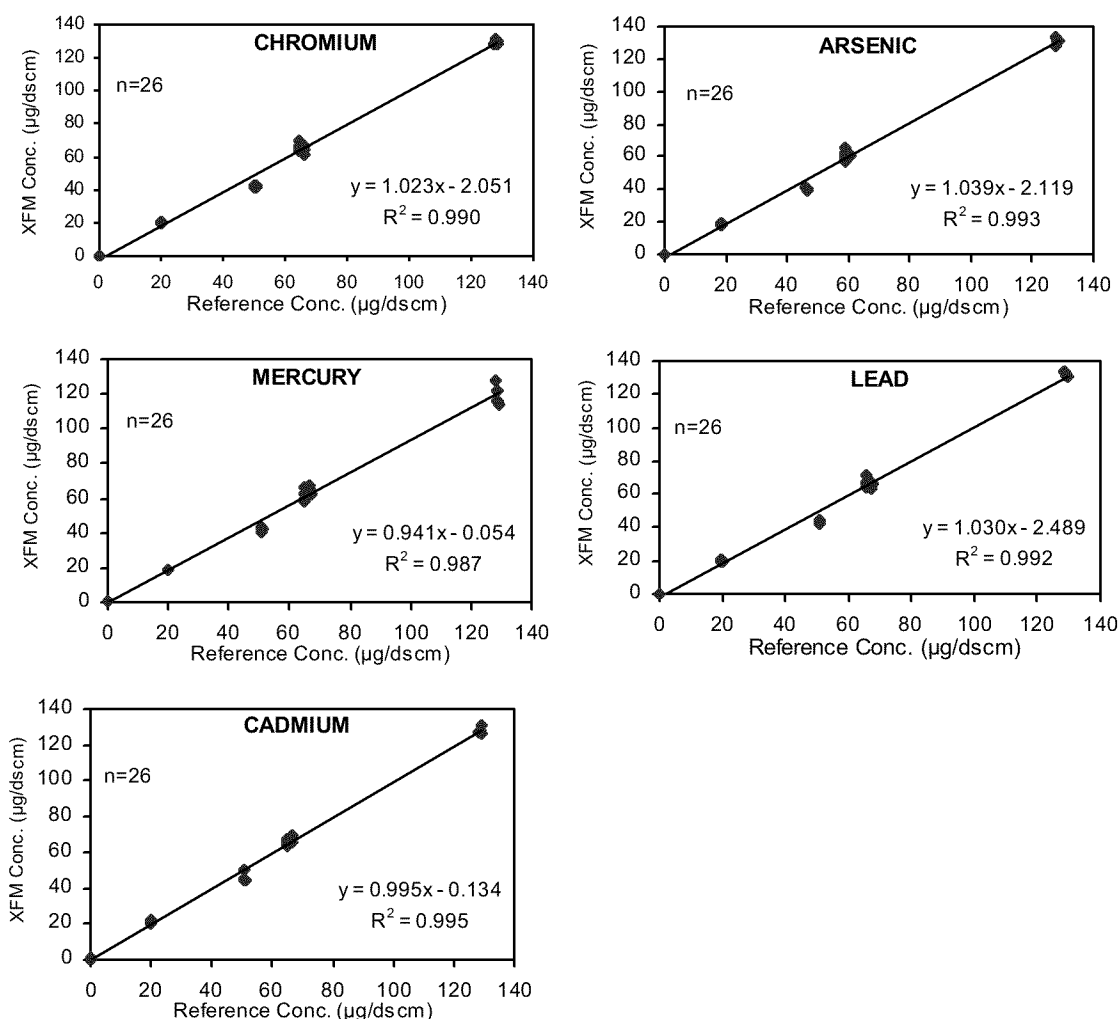 CHROMIUM
n=26
y = 1.023x - 2.051
R² = 0.990
XFM Conc. (µg/dscm)
140
120
100
80
60
40
20
0
0 20 40 60 80 100 120 140
Reference Conc. (µg/dscm)
ARSENIC
n=26
y = 1.039x - 2.119
R² = 0.993
XFM Conc. (µg/dscm)
140
120
100
80
60
40
20
0
0 20 40 60 80 100 120 140
Reference Conc. (µg/dscm)
MERCURY
n=26
y = 0.941x - 0.054
R² = 0.987
XFM Conc. (µg/dscm)
140
120
100
80
60
40
20
0
0 20 40 60 80 100 120 140
Reference Conc. (µg/dscm)
LEAD
n=26
y = 1.030x - 2.489
R² = 0.992
XFM Conc. (µg/dscm)
140
120
100
80
60
40
20
0
0 20 40 60 80 100 120 140
Reference Conc. (µg/dscm)
CADMIUM
n=26
y = 0.995x - 0.134
R² = 0.995
XFM Conc. (µg/dscm)
140
120
100
80
60
40
20
0
0 20 40 60 80 100 120 140
Reference Conc. (µg/dscm)